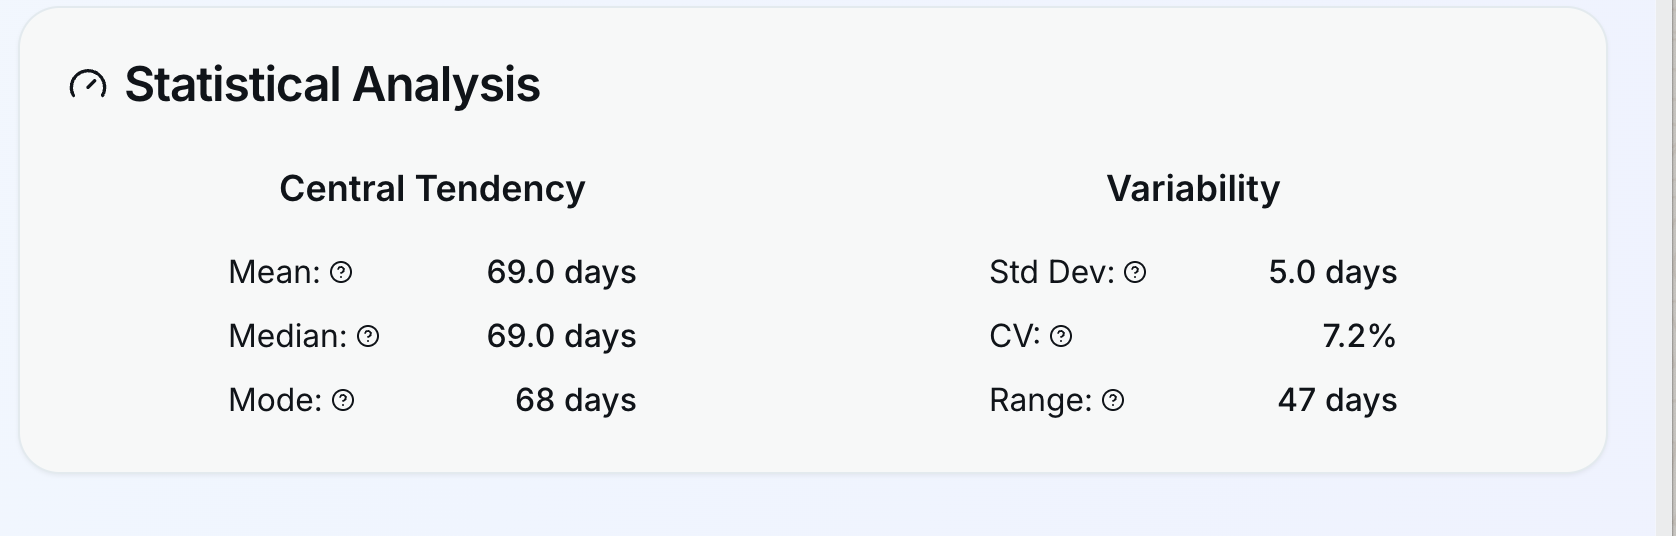 Statistical Analysis
Central Tendency
Mean: 69.0 days
Median: 69.0 days
Mode: 68 days
Variability
Std Dev: 5.0 days
CV: 7.2%
Range: 47 days